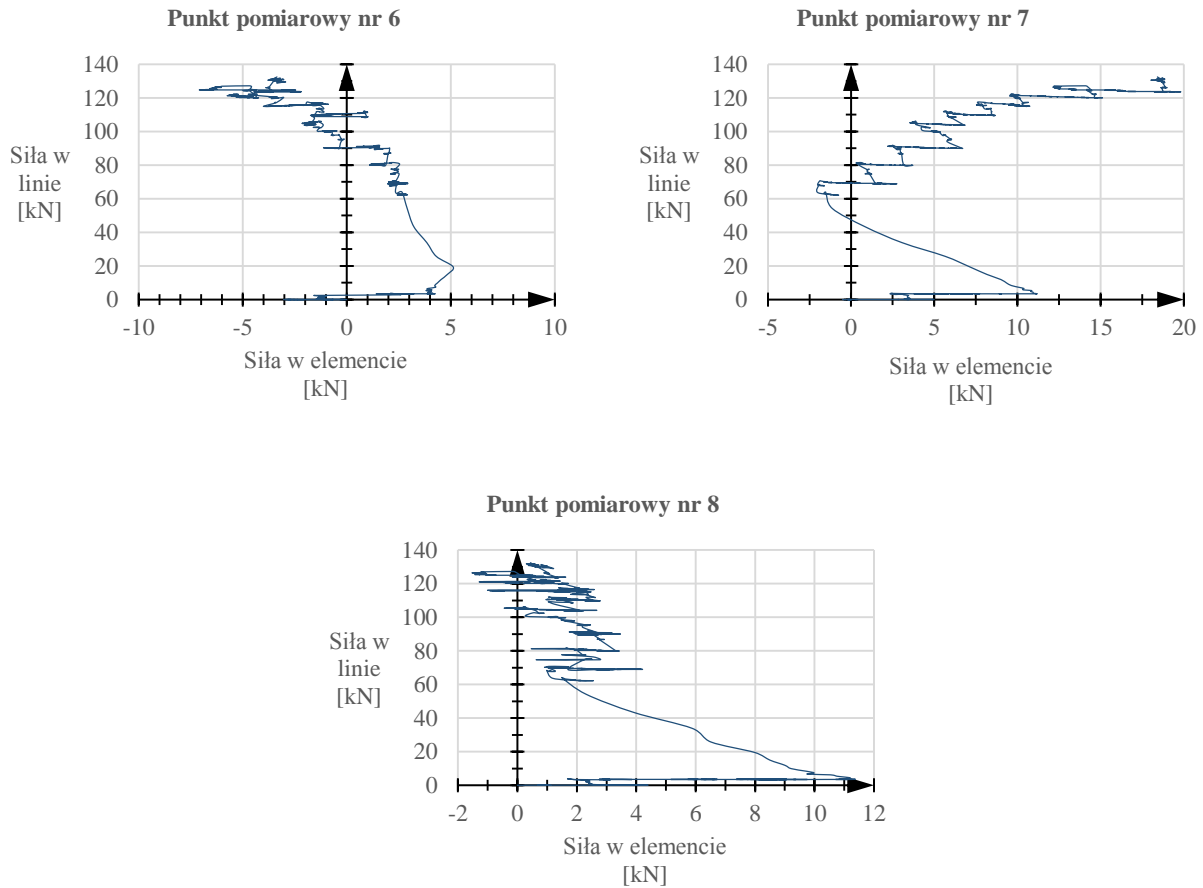 Punkt pomiarowy nr 6
140
120
100
80
60
40
20
0
Siła w
linie
[kN]
-10 -5 0 5 10
Siła w elemencie
[kN]
Punkt pomiarowy nr 7
140
120
100
80
60
40
20
0
Siła w
linie
[kN]
-5 0 5 10 15 20
Siła w elemencie
[kN]
Punkt pomiarowy nr 8
140
120
100
80
60
40
20
0
Siła w
linie
[kN]
-2 0 2 4 6 8 10 12
Siła w elemencie
[kN]